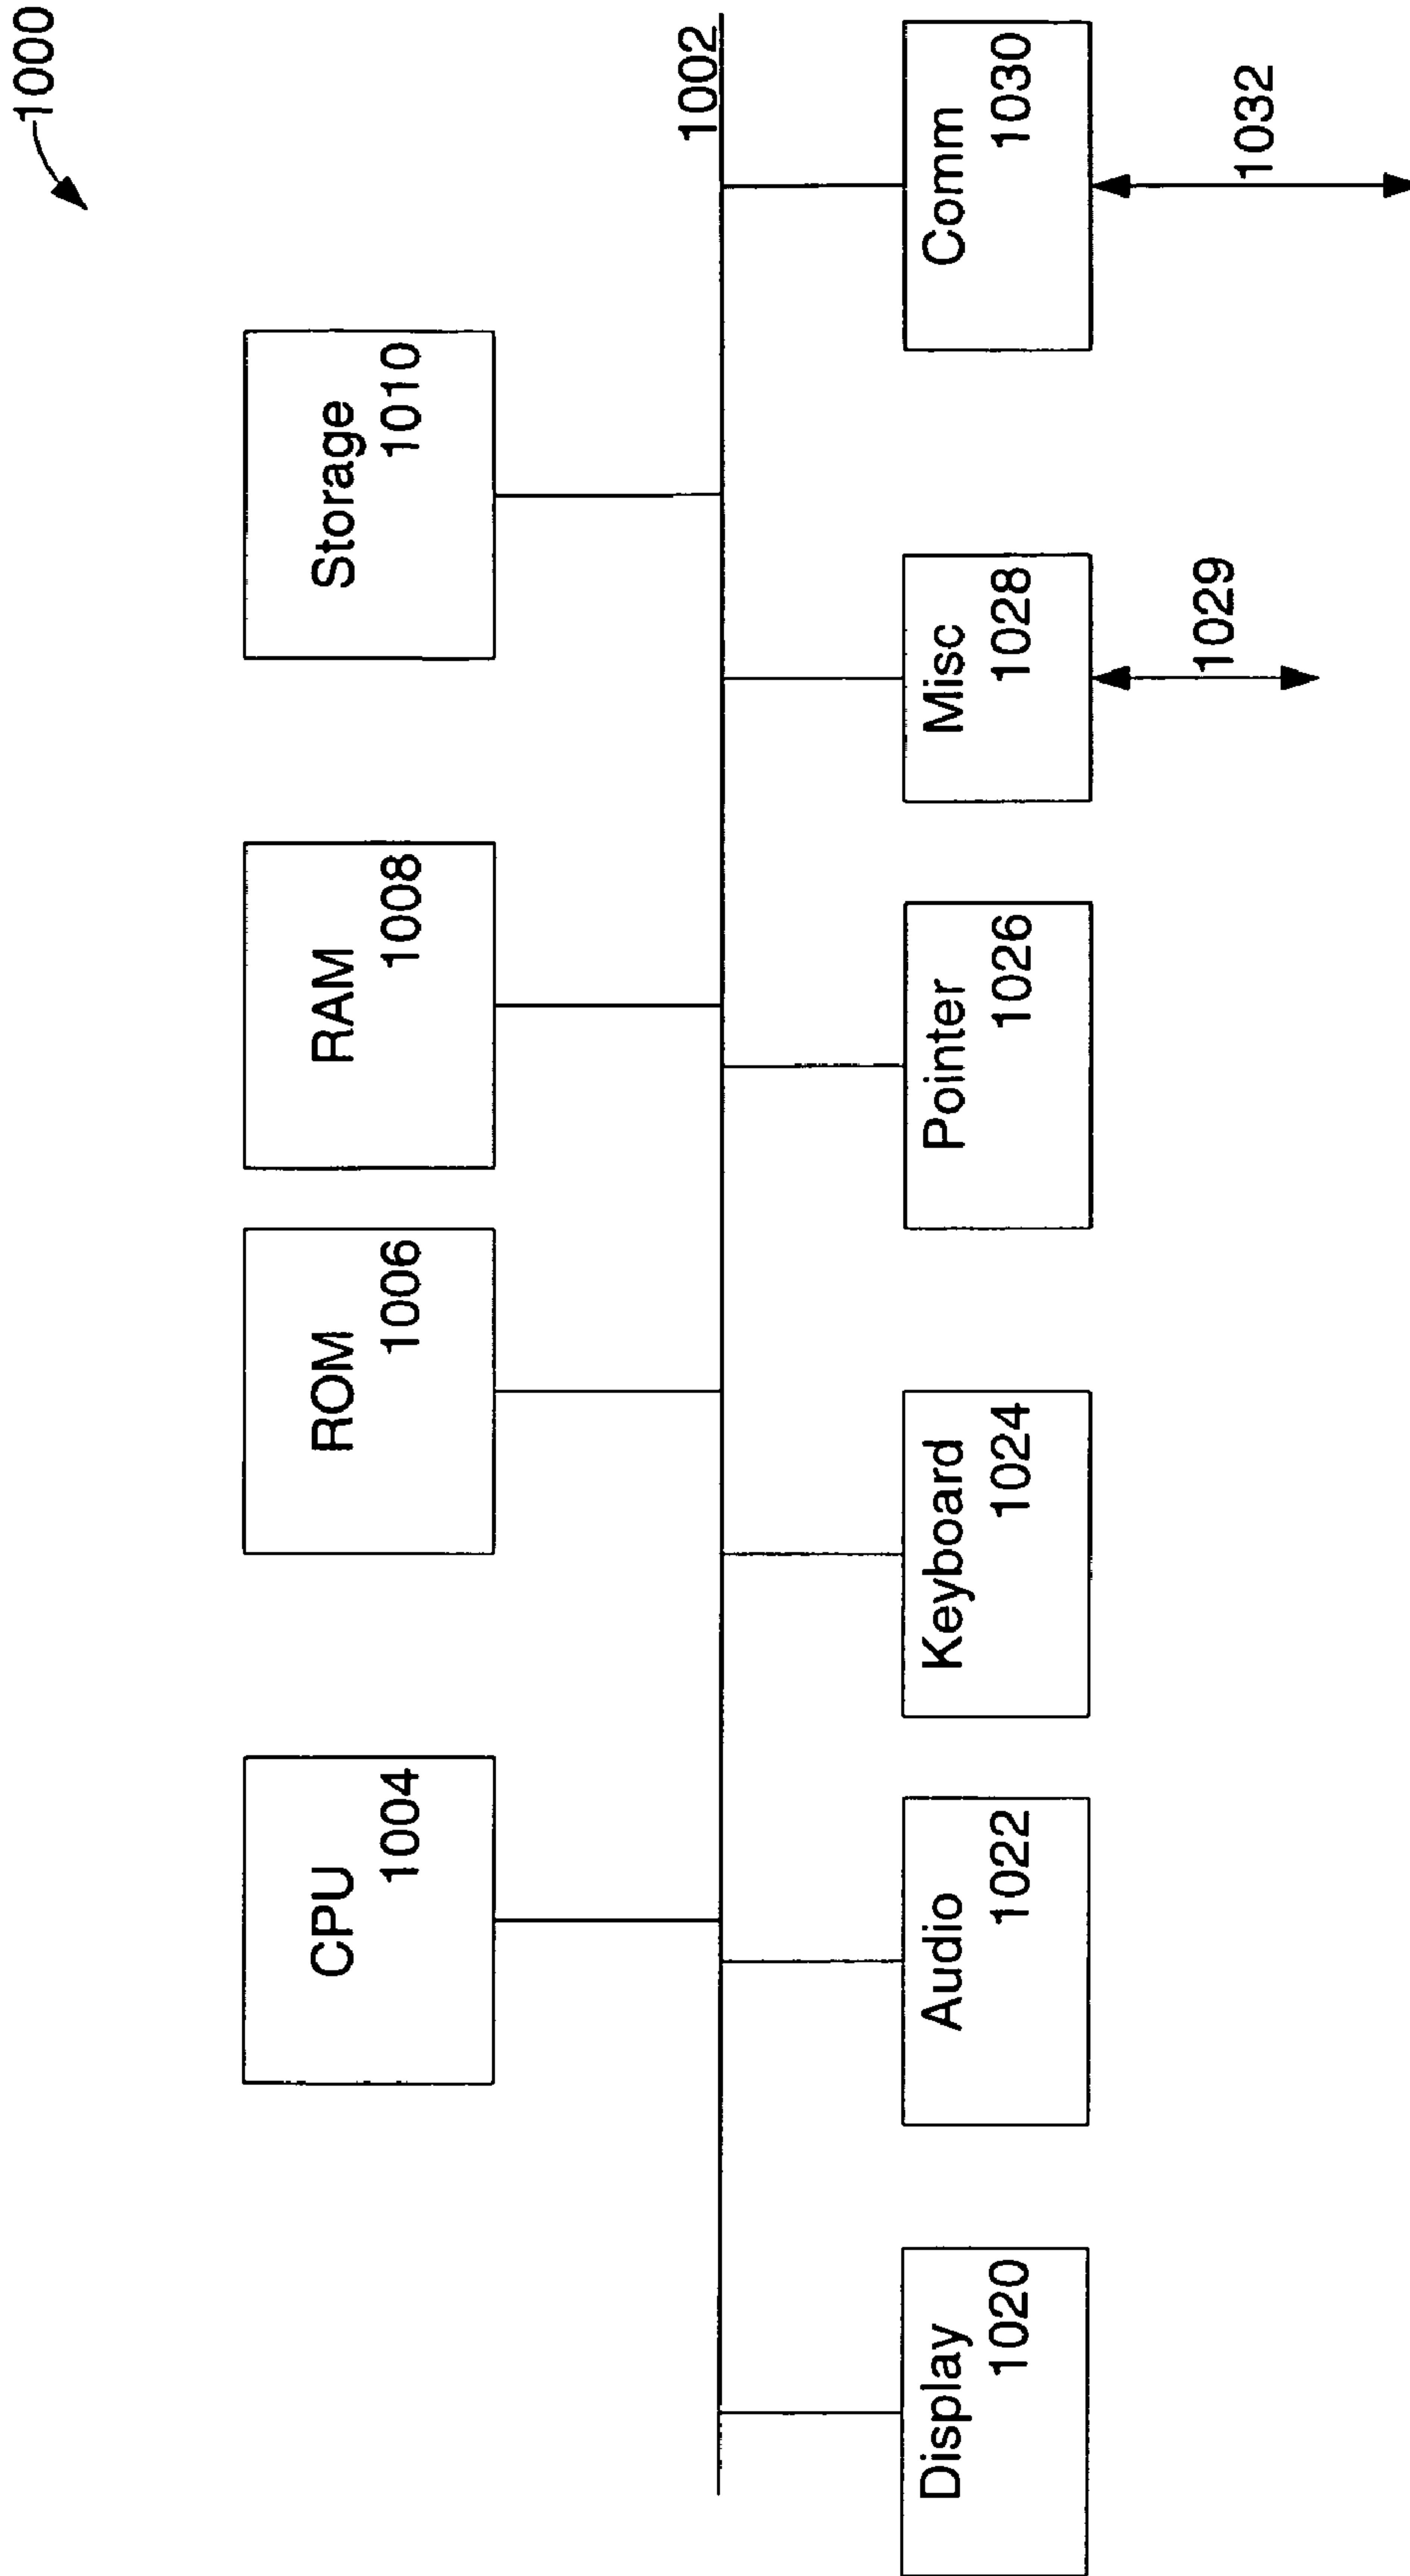 1000
CPU
1004
ROM
1006
RAM
1008
Storage
1010
1002
Display
1020
Audio
1022
Keyboard
1024
Pointer
1026
Misc
1028
Comm
1030
1029
1032